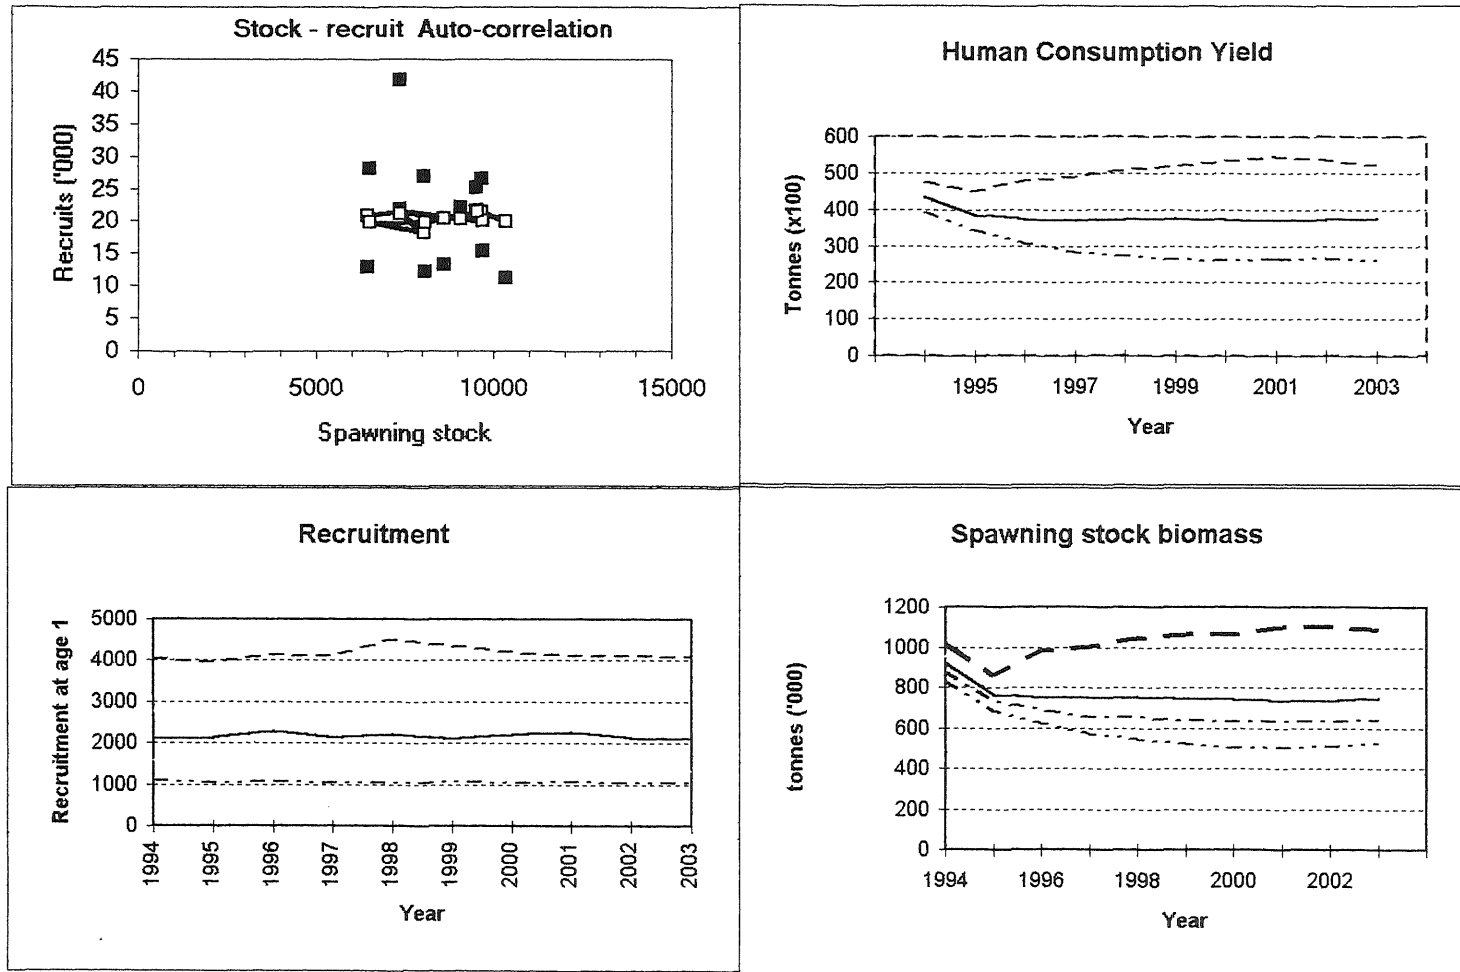 Stock - recruit Auto-correlation
45
40
35
30
25
20
15
10
5
0
Recruits ('000)
0 5000 10000 15000
Spawning stock
Human Consumption Yield
600
500
400
300
200
100
0
Tonnes (x100)
1995 1997 1999 2001 2003
Year
Recruitment
5000
4000
3000
2000
1000
0
Recruitment at age 1
1994 1995 1996 1997 1998 1999 2000 2001 2002 2003
Year
Spawning stock biomass
1200
1000
800
600
400
200
0
tonnes ('000)
1994 1996 1998 2000 2002
Year